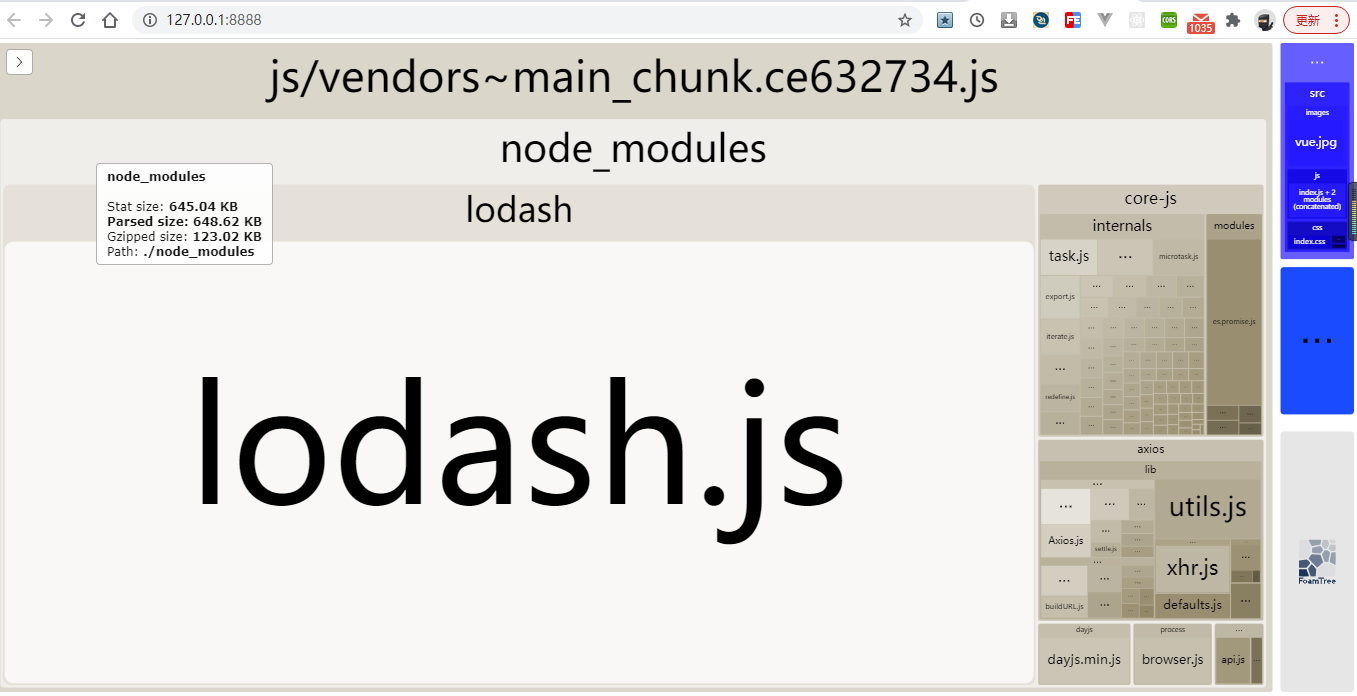 127.0.0.1:8888
FE
CORS
1035
更新
js/vendors~main_chunk.ce632734.js
node_modules
node_modules
Stat size: 645.04 KB
Parsed size: 648.62 KB
Gzipped size: 123.02 KB
Path: ./node_modules
lodash
lodash.js
core-js
internals
modules
task.js
...
microtask.js
export.js
iterate.js
...
redefine.js
...
es.promise.js
axios
lib
...
...
...
...
utils.js
Axios.js
...
settle.js
...
xhr.js
...
...
...
buildURL.js
...
defaults.js
...
dayjs
dayjs.min.js
process
browser.js
...
api.js
...
...
src
images
vue.jpg
js
index.js + 2
modules
(concatenated)
css
index.css
...
FoamTree